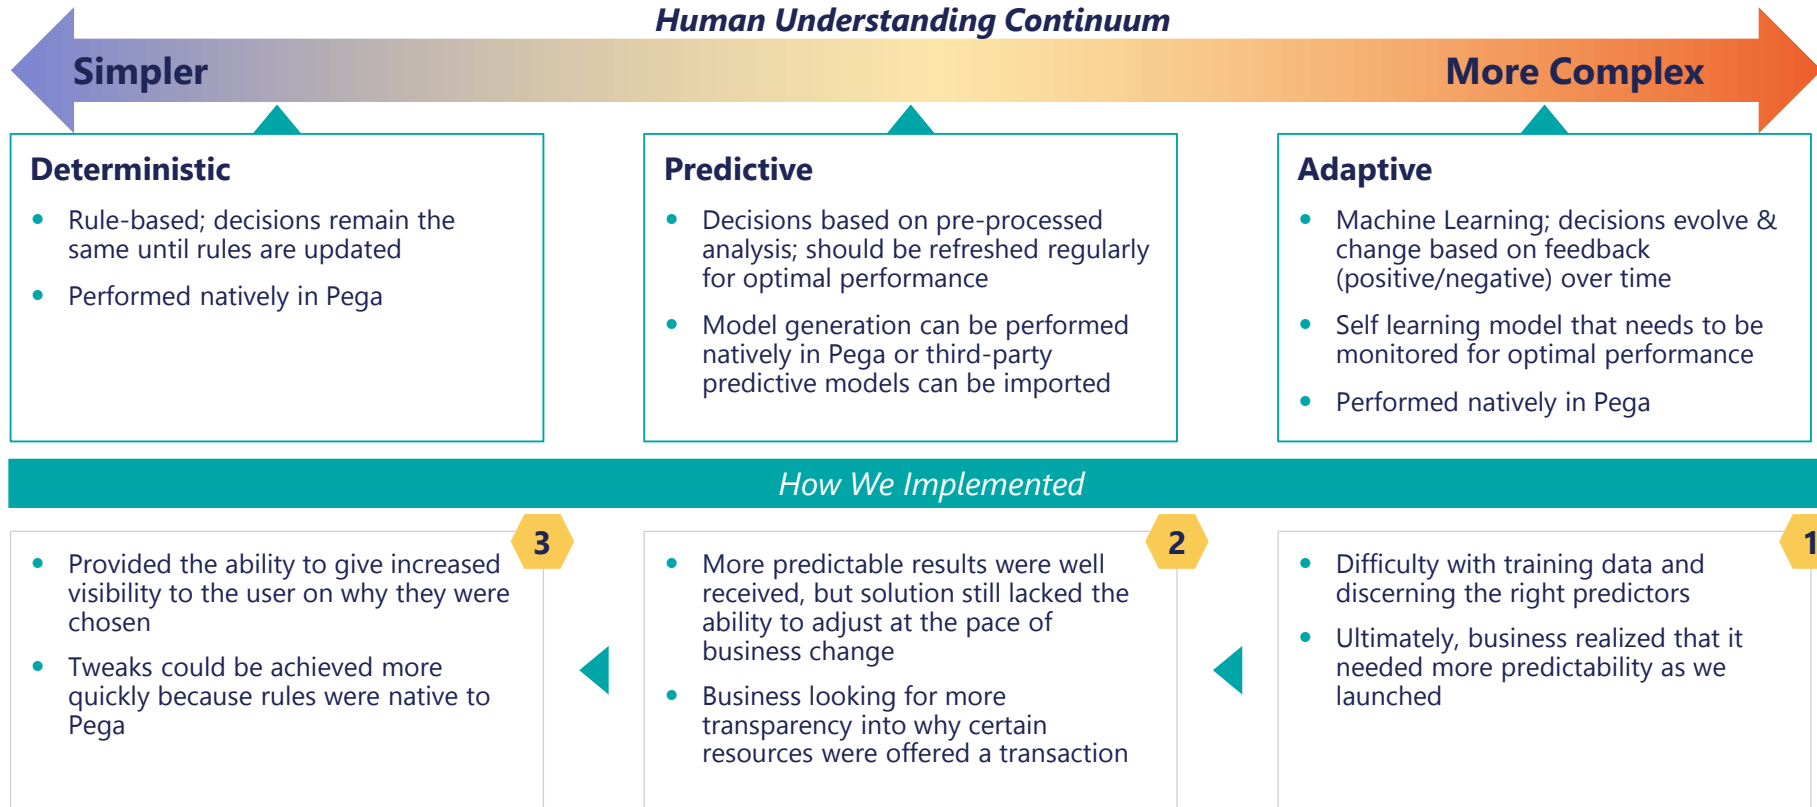 Human Understanding Continuum
Simpler
More Complex
Deterministic
• Rule-based; decisions remain the
same until rules are updated
• Performed natively in Pega
Predictive
• Decisions based on pre-processed
analysis; should be refreshed regularly
for optimal performance
• Model generation can be performed
natively in Pega or third-party
predictive models can be imported
Adaptive
• Machine Learning; decisions evolve &
change based on feedback
(positive/negative) over time
• Self learning model that needs to be
monitored for optimal performance
• Performed natively in Pega
How We Implemented
3
• Provided the ability to give increased
visibility to the user on why they were
chosen
• Tweaks could be achieved more
quickly because rules were native to
Pega
2
• More predictable results were well
received, but solution still lacked the
ability to adjust at the pace of
business change
• Business looking for more
transparency into why certain
resources were offered a transaction
1
• Difficulty with training data and
discerning the right predictors
• Ultimately, business realized that it
needed more predictability as we
launched